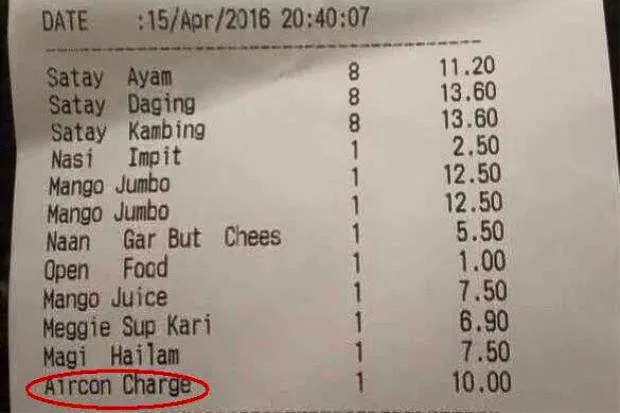 DATE :15/Apr/2016 20:40:07
Satay Ayam 8 11.20
Satay Daging 8 13.60
Satay Kambing 8 13.60
Nasi Impit 1 2.50
Mango Jumbo 1 12.50
Mango Jumbo 1 12.50
Naan Gar But Chees 1 5.50
Open Food 1 1.00
Mango Juice 1 7.50
Meggie Sup Kari 1 6.90
Magi Hailam 1 7.50
Aircon Charge 1 10.00